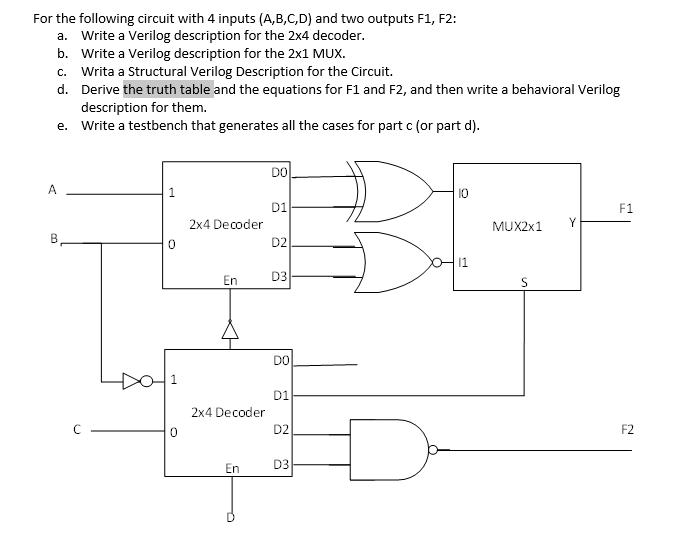 For the following circuit with 4 inputs (A,B,C,D) and two outputs F1, F2:
a. Write a Verilog description for the 2x4 decoder.
b. Write a Verilog description for the 2x1 MUX.
c. Writa a Structural Verilog Description for the Circuit.
d. Derive the truth table and the equations for F1 and F2, and then write a behavioral Verilog
description for them.
e. Write a testbench that generates all the cases for part c (or part d).
D0
A
1
I0
D1
F1
2x4 Decoder
MUX2x1
Y
B
0
D2
I1
En
D3
S
D0
1
D1
2x4 Decoder
C
0
D2
F2
En
D3
D